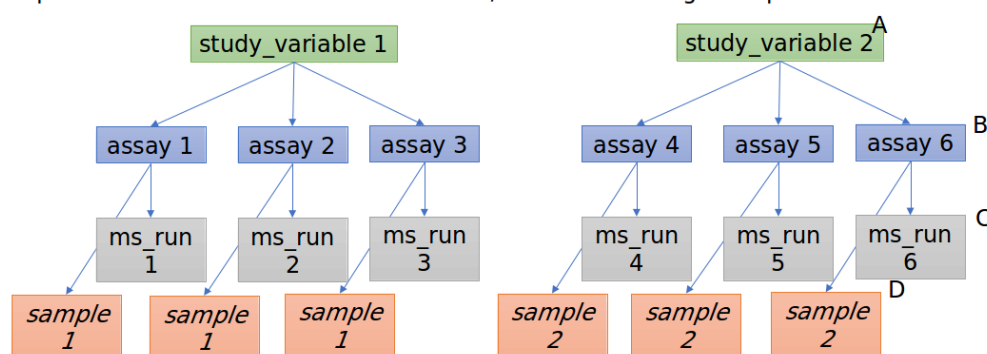 study_variable 1
study_variable 2
A
assay 1
assay 2
assay 3
assay 4
assay 5
assay 6
B
ms_run
1
ms_run
2
ms_run
3
ms_run
4
ms_run
5
ms_run
6
C
sample
1
sample
1
sample
1
sample
2
sample
2
sample
2
D